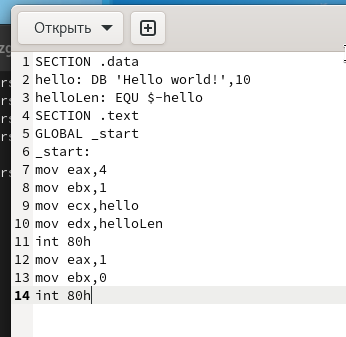 Открыть
1 SECTION .data
2 hello: DB 'Hello world!',10
3 helloLen: EQU $-hello
4 SECTION .text
5 GLOBAL _start
6 _start:
7 mov eax,4
8 mov ebx,1
9 mov ecx,hello
10 mov edx,helloLen
11 int 80h
12 mov eax,1
13 mov ebx,0
14 int 80h